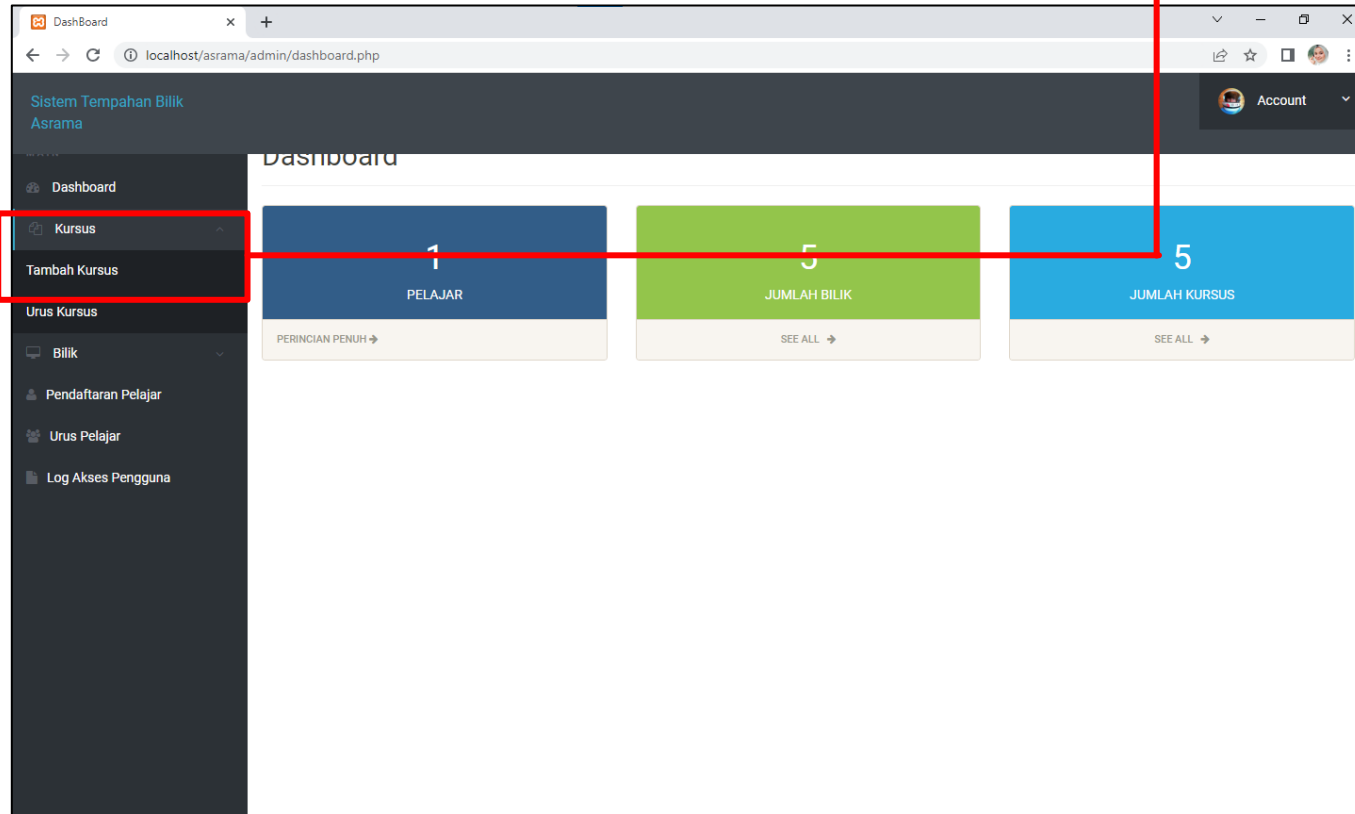 DashBoard
localhost/asrama/admin/dashboard.php
Sistem Tempahan Bilik
Asrama
Account
Dashboard
Dashboard
Kursus
Tambah Kursus
Urus Kursus
Bilik
Pendaftaran Pelajar
Urus Pelajar
Log Akses Pengguna
1
PELAJAR
PERINCIAN PENUH
5
JUMLAH BILIK
SEE ALL
5
JUMLAH KURSUS
SEE ALL